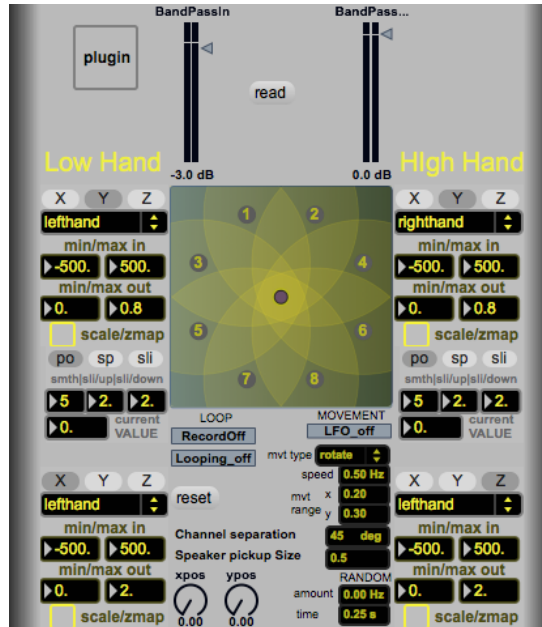 BandPassIn
BandPass...
plugin
read
-3.0 dB
0.0 dB
Low Hand
HIgh Hand
X Y Z
lefthand
min/max in
-500. 500.
min/max out
0. 0.8
scale/zmap
po sp sli
smth|sli/up|sli/down
5 2. 2.
0. current
VALUE
1 2
3 4
5 6
7 8
X Y Z
righthand
min/max in
-500. 500.
min/max out
0. 0.8
scale/zmap
po sp sli
smth|sli/up|sli/down
5 2. 2.
0. current
VALUE
LOOP
RecordOff
Looping_off
MOVEMENT
LFO_off
mvt type rotate
speed 0.50 Hz
mvt x 0.20
range y 0.30
reset
Channel separation 45 deg
Speaker pickup Size 0.5
xpos ypos
0.00 0.00
RANDOM
amount 0.00 Hz
time 0.25 s
X Y Z
lefthand
min/max in
-500. 500.
min/max out
0. 2.
scale/zmap
X Y Z
lefthand
min/max in
-500. 500.
min/max out
0. 2.
scale/zmap